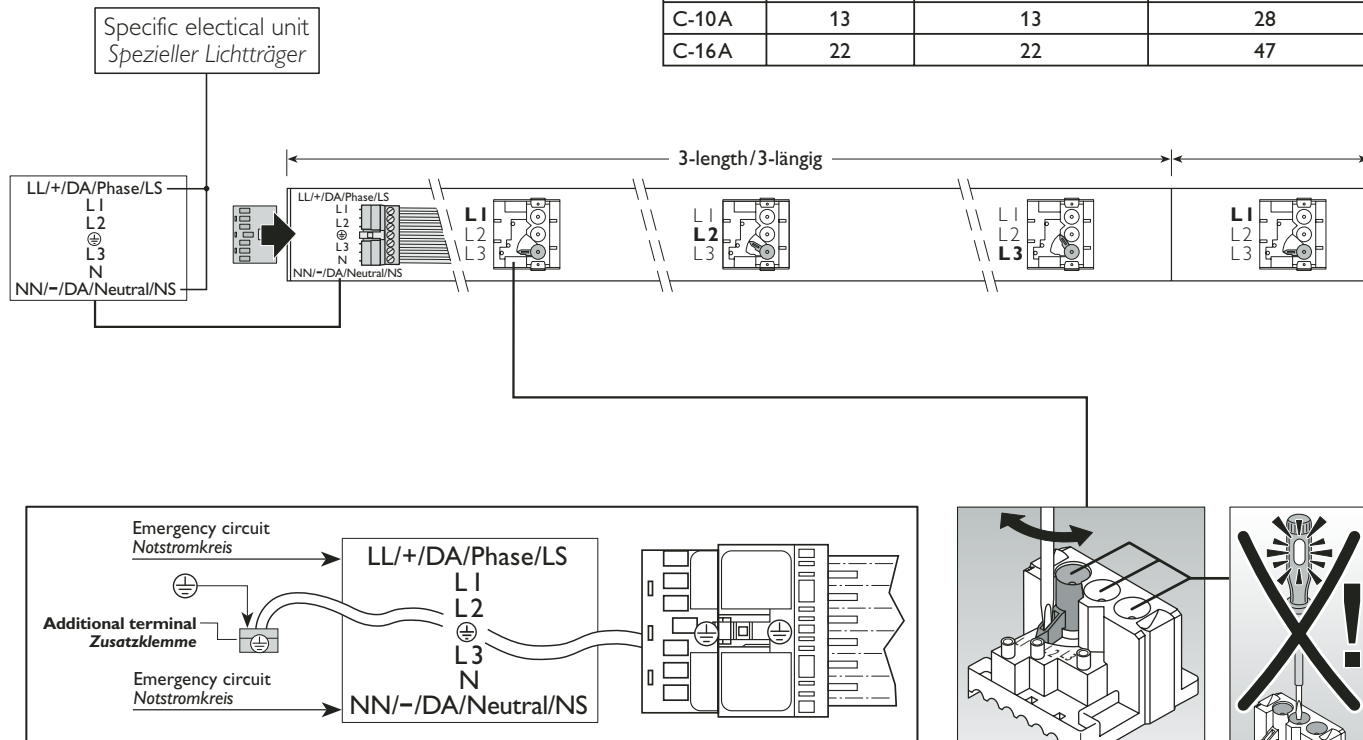 Specific electical unit
Spezieller Lichtträger
C-10A 13 13 28
C-16A 22 22 47
3-length/3-längig
LL/+/DA/Phase/LS
L1
L2
L3
N
NN/-/DA/Neutral/NS
LL/+/DA/Phase/LS
L1
L2
L3
N
NN/-/DA/Neutral/NS
L1
L2
L3
L1
L2
L3
L1
L2
L3
L1
L2
L3
Emergency circuit
Notstromkreis
Additional terminal
Zusatzklemme
Emergency circuit
Notstromkreis
LL/+/DA/Phase/LS
L1
L2
L3
N
NN/-/DA/Neutral/NS
!